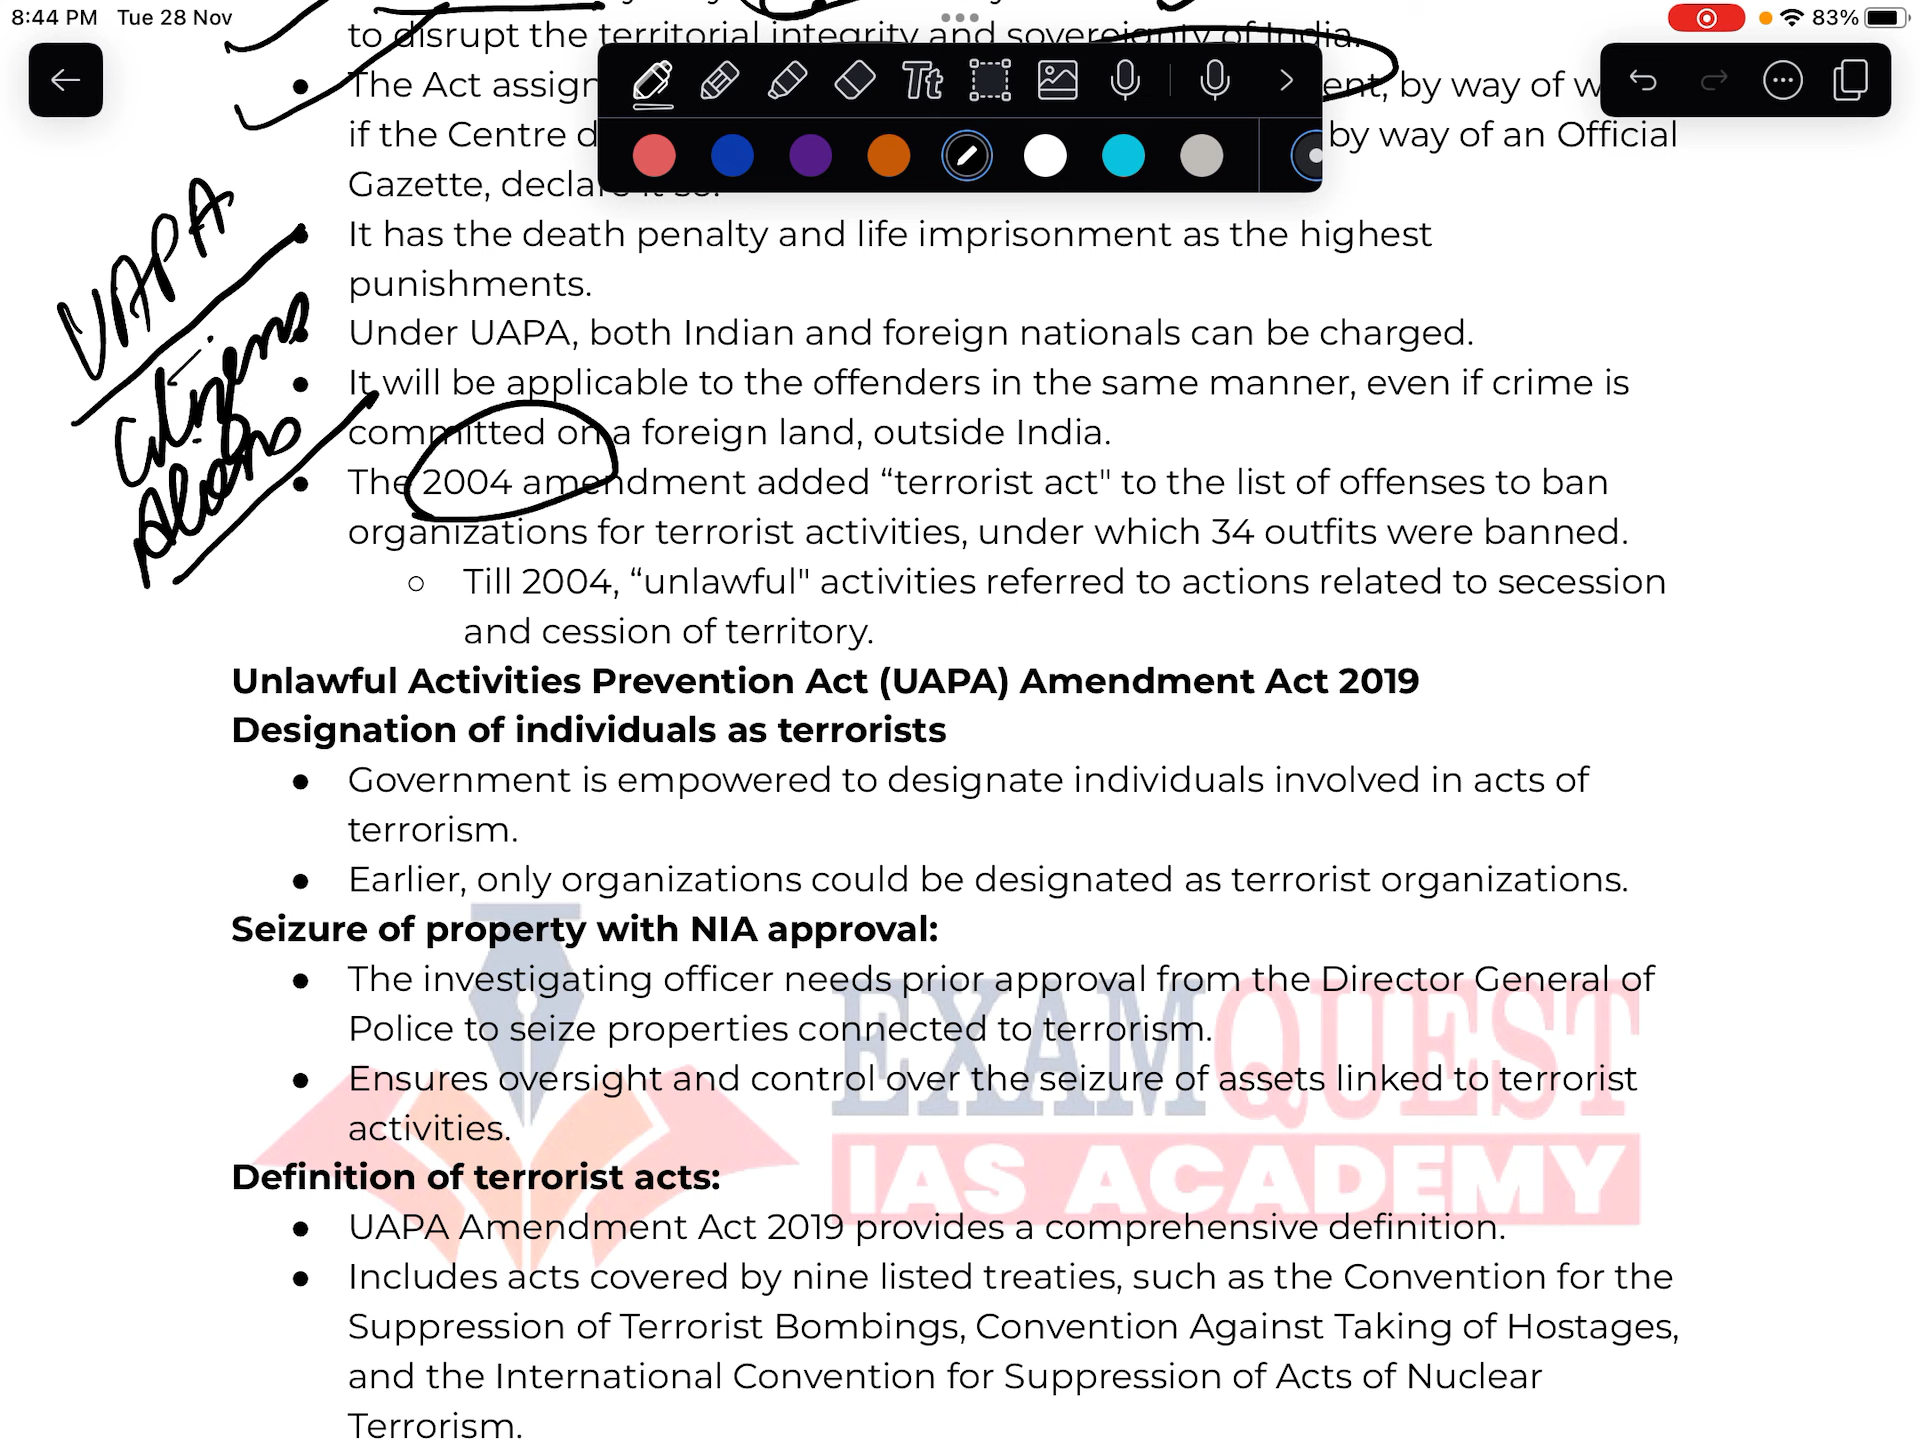 8:44 PM Tue 28 Nov
83%
to disrupt the territorial integrity and sovereignty of India.
The Act assign ent, by way of w
if the Centre d by way of an Official
Gazette, declare it so.
It has the death penalty and life imprisonment as the highest
punishments.
Under UAPA, both Indian and foreign nationals can be charged.
It will be applicable to the offenders in the same manner, even if crime is
committed on a foreign land, outside India.
The 2004 amendment added “terrorist act" to the list of offenses to ban
organizations for terrorist activities, under which 34 outfits were banned.
Till 2004, “unlawful" activities referred to actions related to secession
and cession of territory.
UAPA
citizens
Unlawful Activities Prevention Act (UAPA) Amendment Act 2019
Designation of individuals as terrorists
Government is empowered to designate individuals involved in acts of
terrorism.
Earlier, only organizations could be designated as terrorist organizations.
Seizure of property with NIA approval:
The investigating officer needs prior approval from the Director General of
Police to seize properties connected to terrorism.
Ensures oversight and control over the seizure of assets linked to terrorist
activities.
Definition of terrorist acts:
UAPA Amendment Act 2019 provides a comprehensive definition.
Includes acts covered by nine listed treaties, such as the Convention for the
Suppression of Terrorist Bombings, Convention Against Taking of Hostages,
and the International Convention for Suppression of Acts of Nuclear
Terrorism.
EXAMQUEST
IAS ACADEMY
Tt